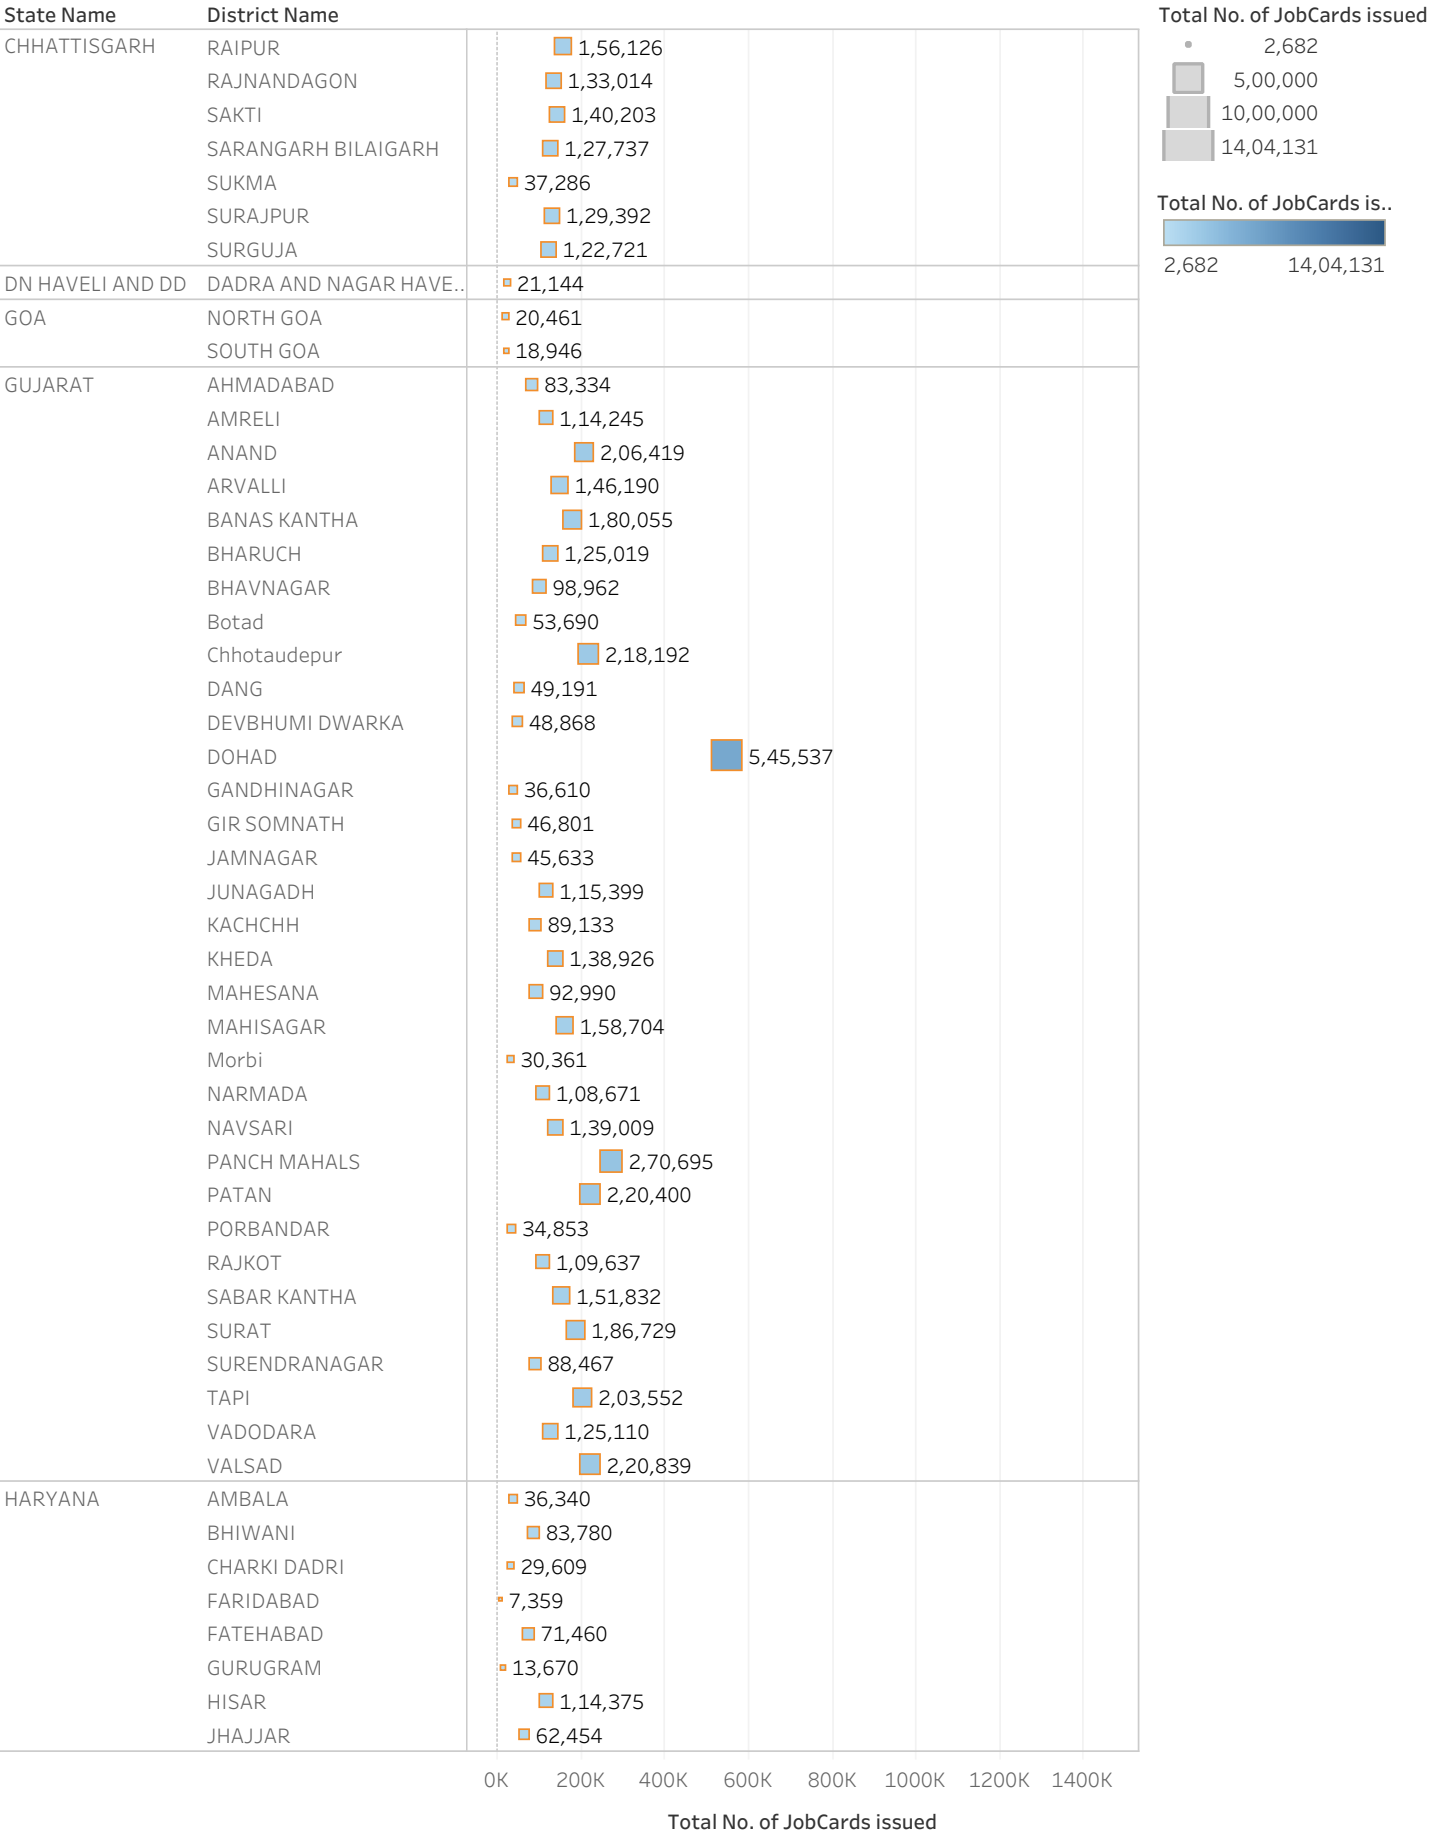 State Name District Name
CHHATTISGARH RAIPUR 1,56,126
RAJNANDAGON 1,33,014
SAKTI 1,40,203
SARANGARH BILAIGARH 1,27,737
SUKMA 37,286
SURAJPUR 1,29,392
SURGUJA 1,22,721
DN HAVELI AND DD DADRA AND NAGAR HAVE.. 21,144
GOA NORTH GOA 20,461
SOUTH GOA 18,946
GUJARAT AHMADABAD 83,334
AMRELI 1,14,245
ANAND 2,06,419
ARVALLI 1,46,190
BANAS KANTHA 1,80,055
BHARUCH 1,25,019
BHAVNAGAR 98,962
Botad 53,690
Chhotaudepur 2,18,192
DANG 49,191
DEVBHUMI DWARKA 48,868
DOHAD 5,45,537
GANDHINAGAR 36,610
GIR SOMNATH 46,801
JAMNAGAR 45,633
JUNAGADH 1,15,399
KACHCHH 89,133
KHEDA 1,38,926
MAHESANA 92,990
MAHISAGAR 1,58,704
Morbi 30,361
NARMADA 1,08,671
NAVSARI 1,39,009
PANCH MAHALS 2,70,695
PATAN 2,20,400
PORBANDAR 34,853
RAJKOT 1,09,637
SABAR KANTHA 1,51,832
SURAT 1,86,729
SURENDRANAGAR 88,467
TAPI 2,03,552
VADODARA 1,25,110
VALSAD 2,20,839
HARYANA AMBALA 36,340
BHIWANI 83,780
CHARKI DADRI 29,609
FARIDABAD 7,359
FATEHABAD 71,460
GURUGRAM 13,670
HISAR 1,14,375
JHAJJAR 62,454
0K 200K 400K 600K 800K 1000K 1200K 1400K
Total No. of JobCards issued
Total No. of JobCards issued
2,682
5,00,000
10,00,000
14,04,131
Total No. of JobCards is..
2,682 14,04,131